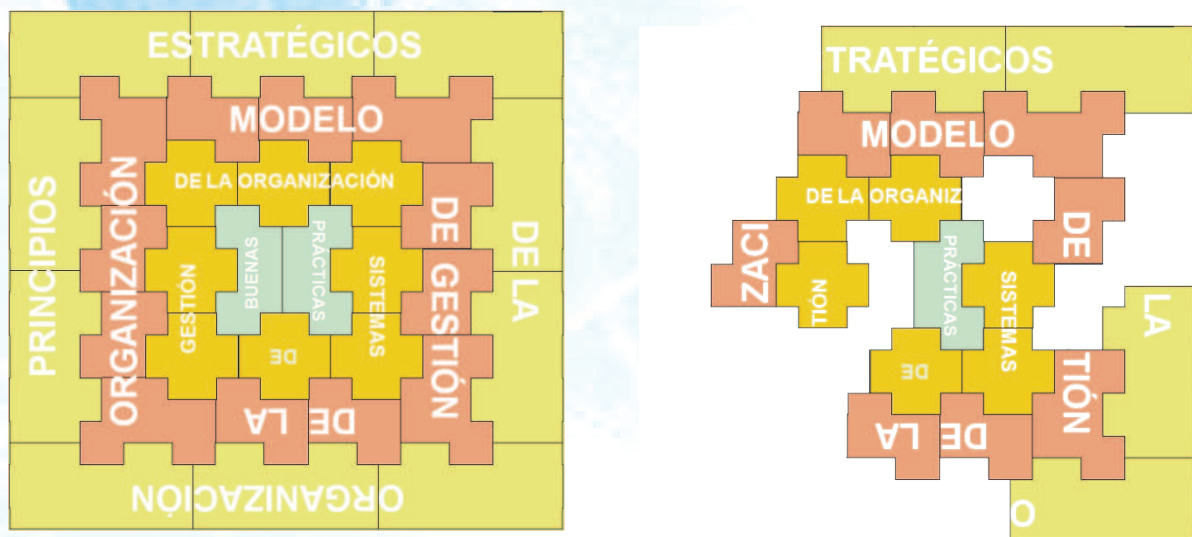 ESTRATÉGICOS
MODELO
DE LA ORGANIZACIÓN
PRINCIPIOS
ORGANIZACIÓN
GESTIÓN
BUENAS
PRACTICAS
SISTEMAS
DE GESTIÓN
DE LA
DE
DE LA
ORGANIZACIÓN
TRATÉGICOS
MODELO
DE LA ORGANIZ
ZACI
TIÓN
PRACTICAS
SISTEMAS
DE
LA
DE
TIÓN
DE LA
O